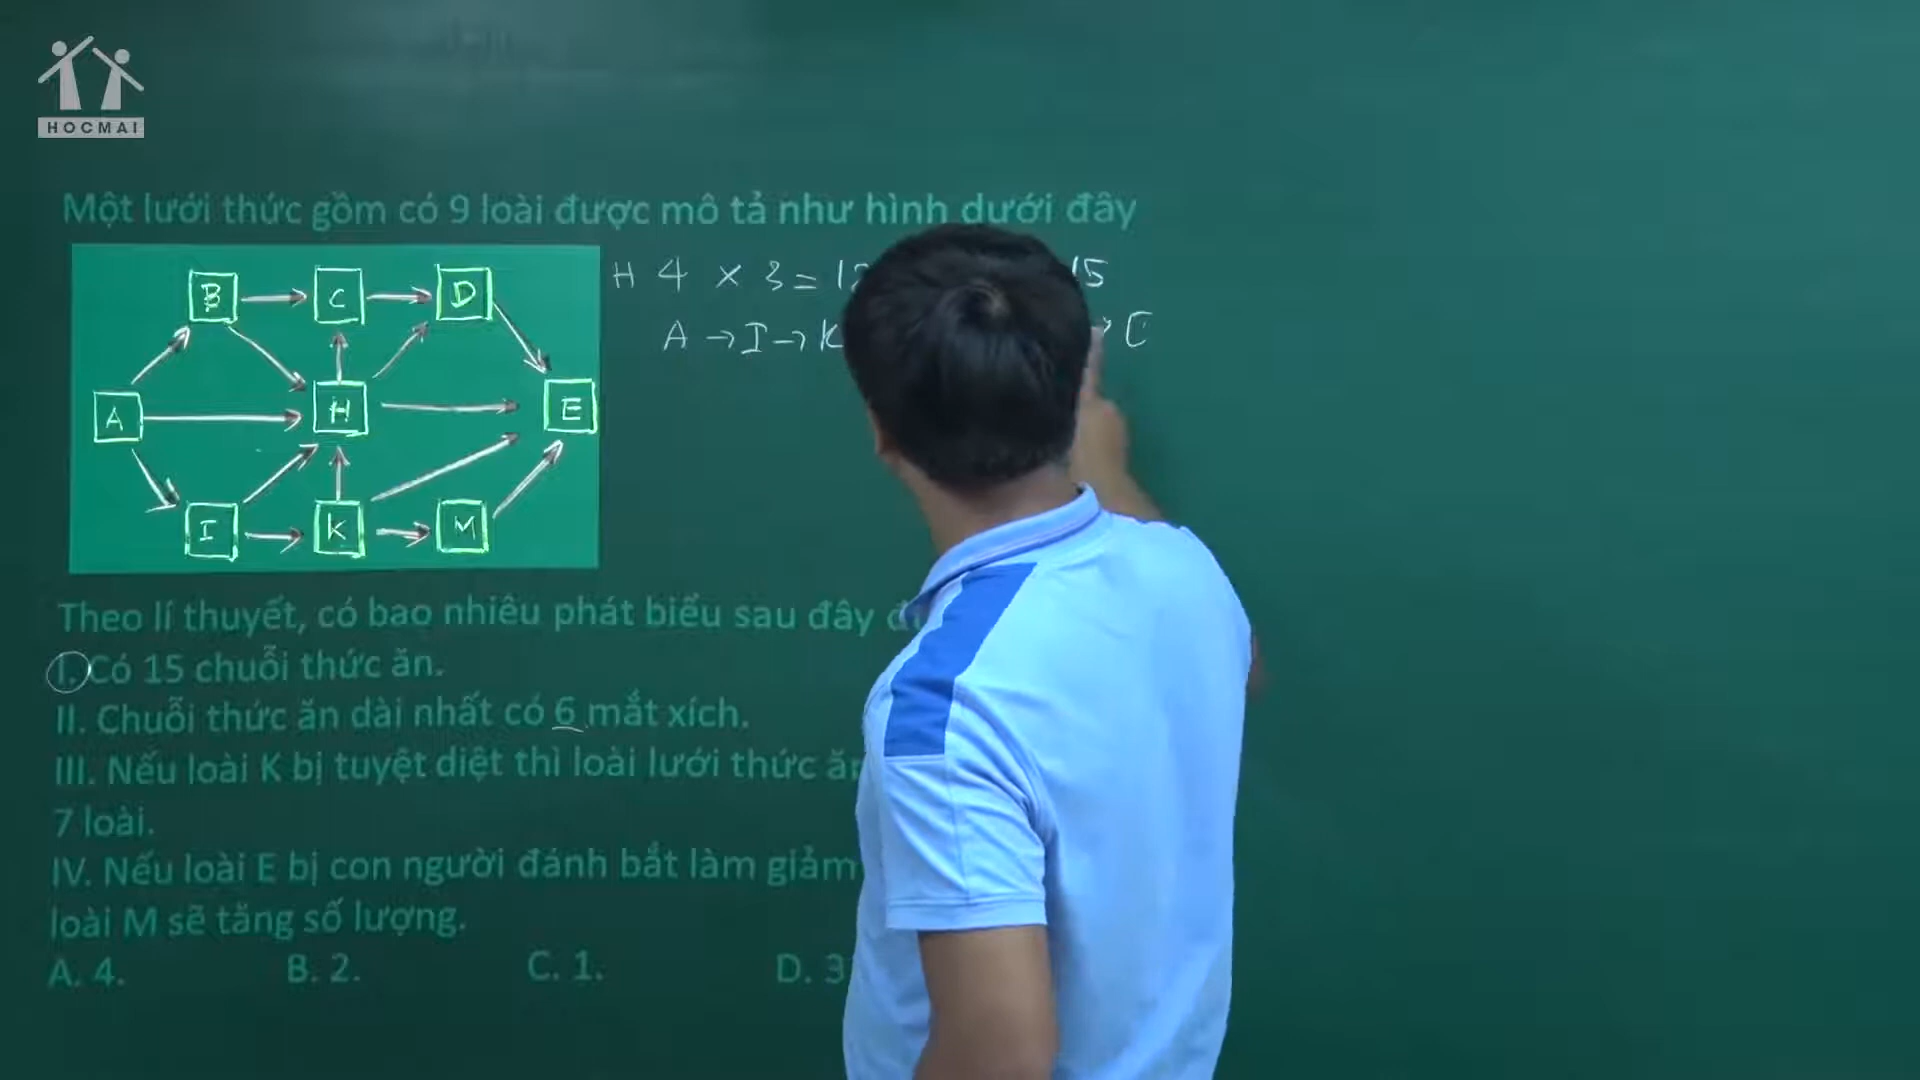 HOCMAI
Một lưới thức gồm có 9 loài được mô tả như hình dưới đây
B C D
A H E
I K M
H 4 × 3 = 12 15
A → I → K
Theo lí thuyết, có bao nhiêu phát biểu sau đây
I. Có 15 chuỗi thức ăn.
II. Chuỗi thức ăn dài nhất có 6 mắt xích.
III. Nếu loài K bị tuyệt diệt thì loài lưới thức
7 loài.
IV. Nếu loài E bị con người đánh bắt làm giảm
loài M sẽ tăng số lượng.
A. 4. B. 2. C. 1. D. 3